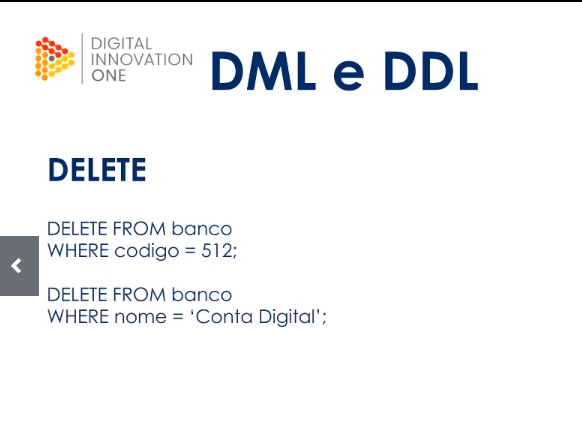 DIGITAL
INNOVATION
ONE
DML e DDL
DELETE
DELETE FROM banco
WHERE codigo = 512;
DELETE FROM banco
WHERE nome = ‘Conta Digital’;